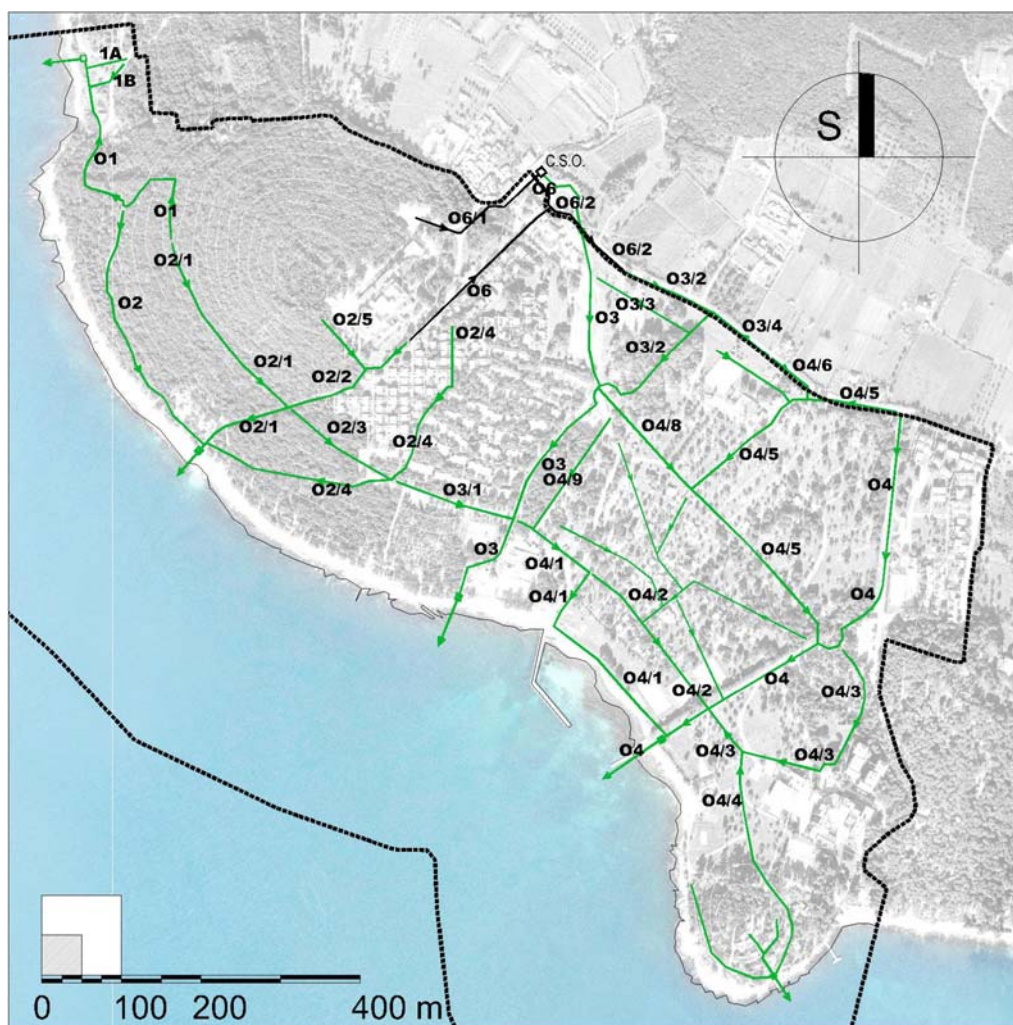 1A
1B
S
O1
C.S.O.
O6
O6/2
O1
O6/1
O6/2
O2/1
O3/2
O6
O3/3
O2
O2/5
O2/4
O3
O3/4
O3/2
O2/1
O4/6
O2/2
O4/5
O2/1
O2/3
O4/8
O2/4
O4/5
O3
O4/9
O2/4
O3/1
O4
O3
O4/5
O4/1
O4/1
O4/2
O4
O4/1
O4/2
O4
O4/3
O4
O4/3
O4/3
O4/4
0 100 200 400 m